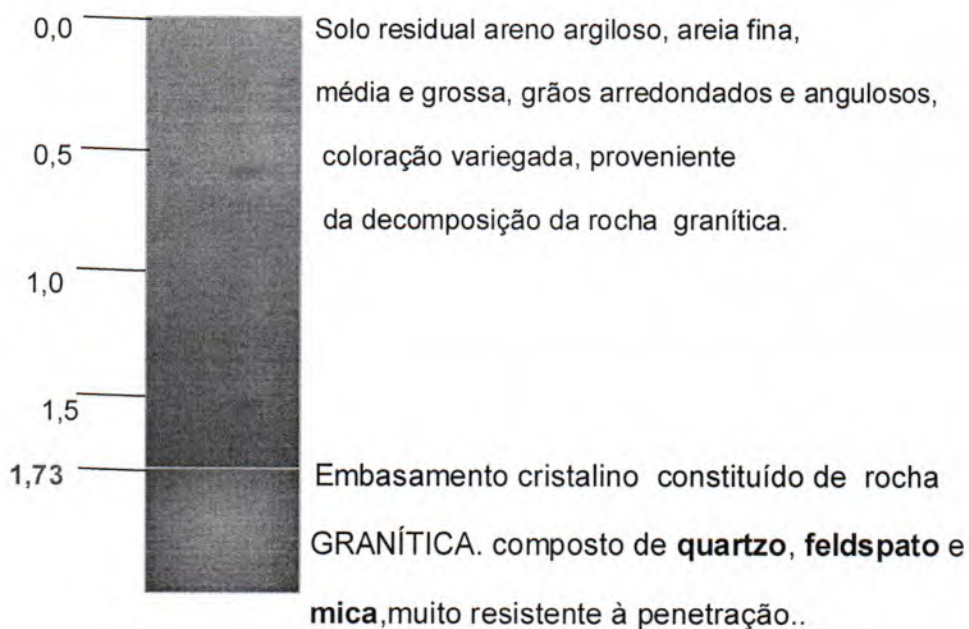 0,0 Solo residual areno argiloso, areia fina,
média e grossa, grãos arredondados e angulosos,
0,5 coloração variegada, proveniente
da decomposição da rocha granítica.
1,0
1,5
1,73 Embasamento cristalino constituído de rocha
GRANÍTICA. composto de quartzo, feldspato e
mica,muito resistente à penetração..